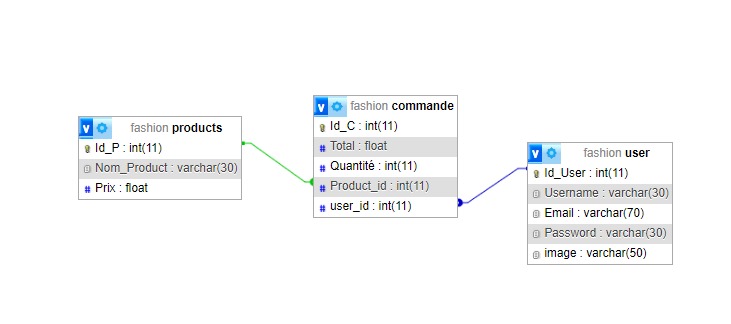 fashion products
Id_P : int(11)
Nom_Product : varchar(30)
Prix : float
v fashion commande
Id_C : int(11)
Total : float
Quantité : int(11)
Product_id : int(11)
user_id : int(11)
v fashion user
Id_User : int(11)
Username : varchar(30)
Email : varchar(70)
Password : varchar(30)
image : varchar(50)